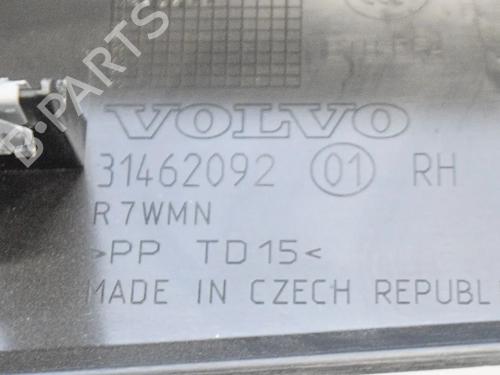 VOLVO
31462092 01 RH
R7WMN
>PP TD15<
MADE IN CZECH REPUBL
B-PARTS